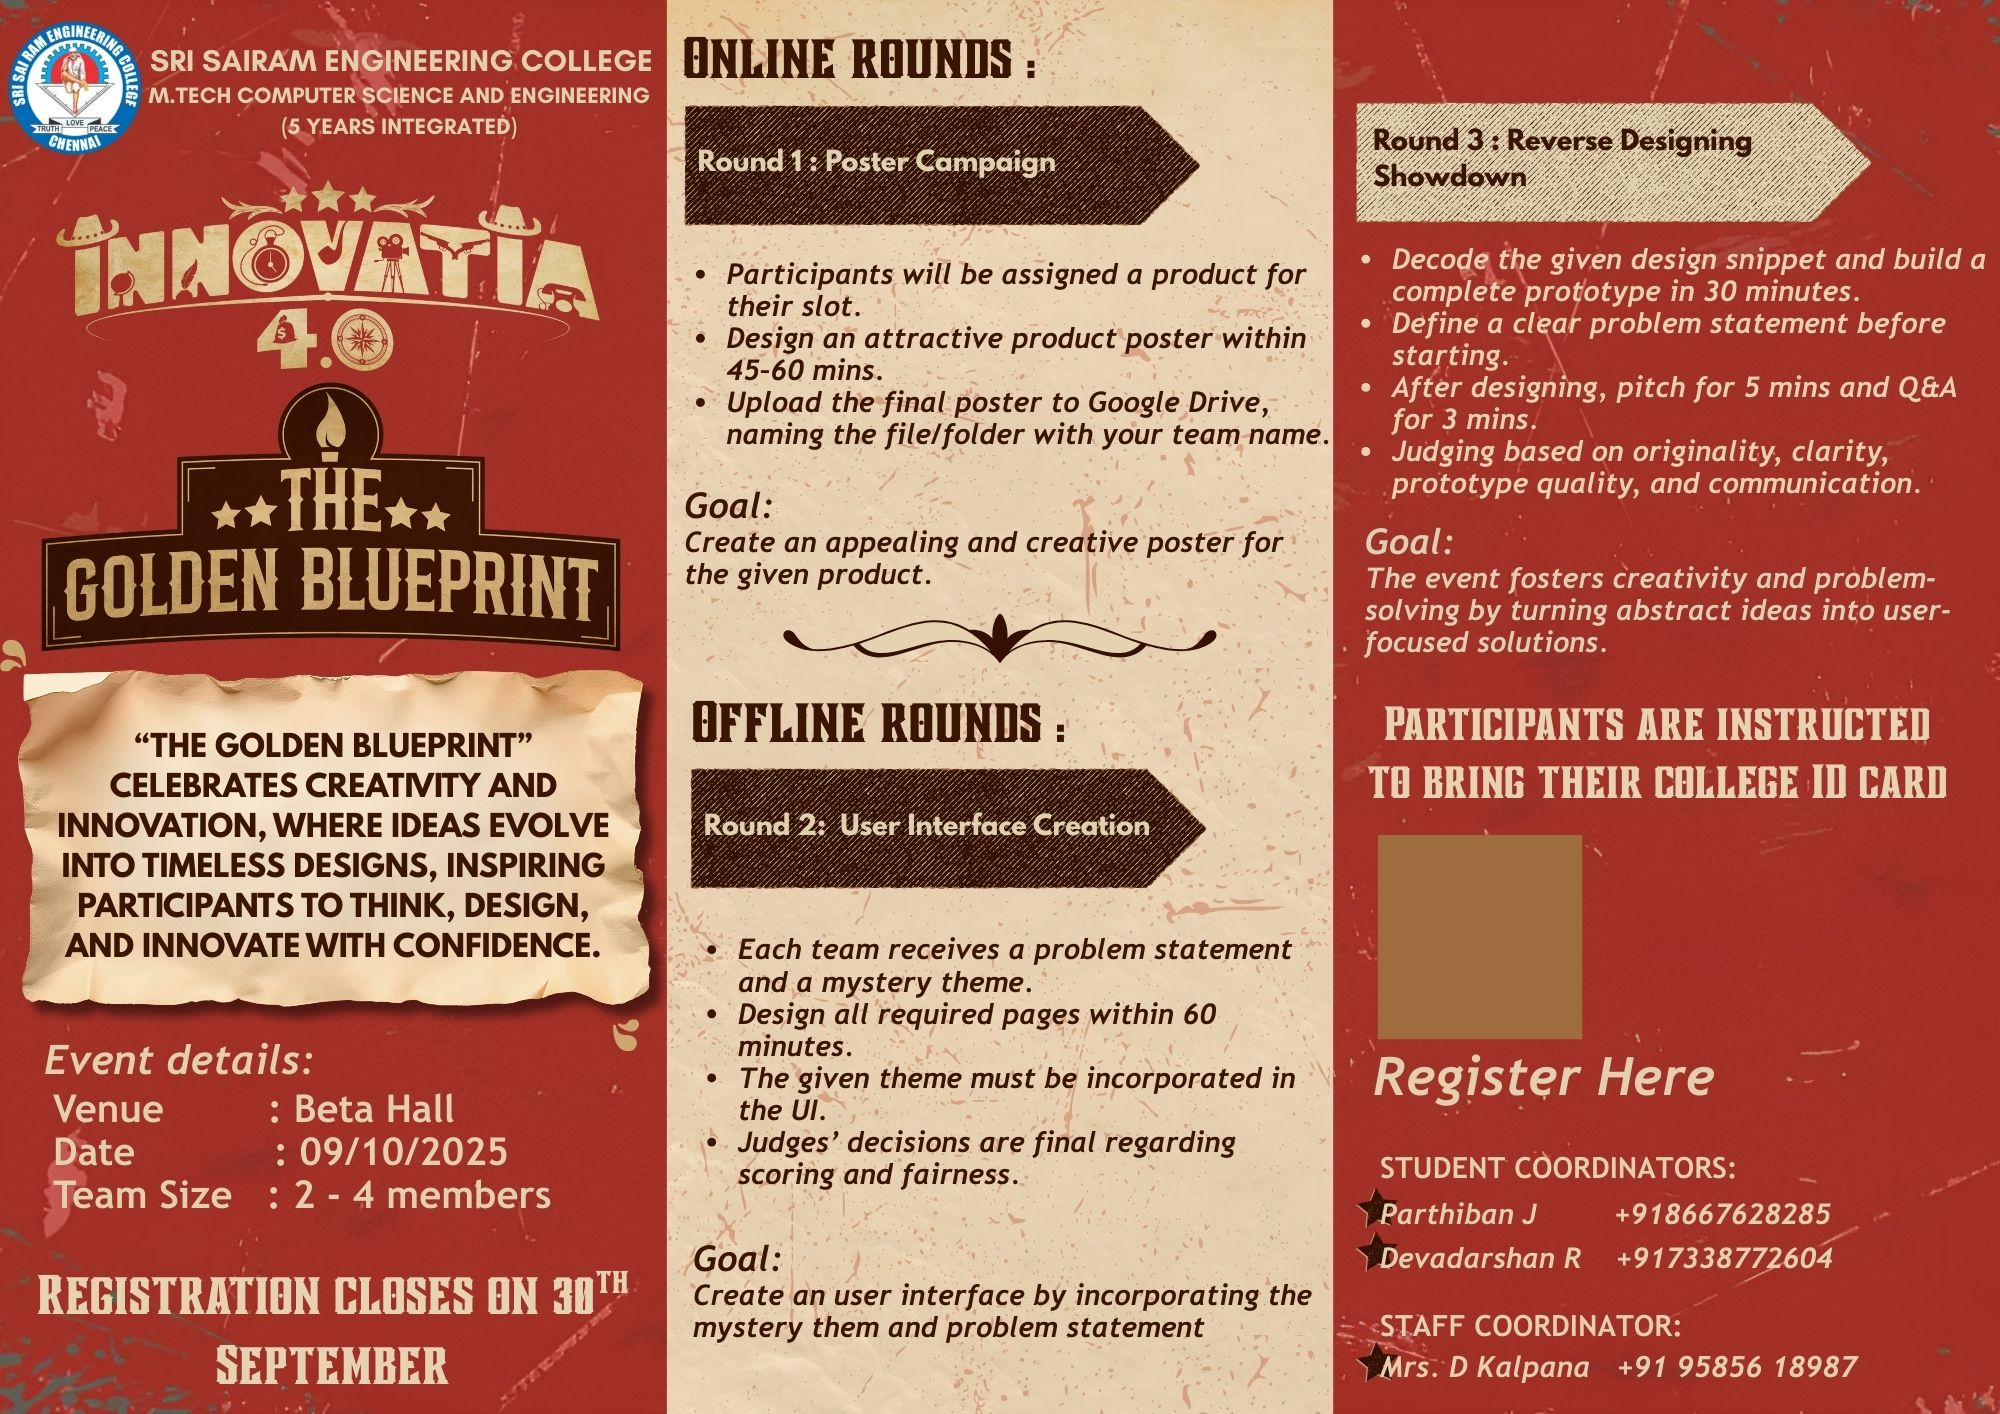 SRI SAI RAM ENGINEERING COLLEGE
TRUTH LOVE PEACE
CHENNAI
SRI SAIRAM ENGINEERING COLLEGE
M.TECH COMPUTER SCIENCE AND ENGINEERING
(5 YEARS INTEGRATED)
INNOVATIA
4.0
THE
GOLDEN BLUEPRINT
“THE GOLDEN BLUEPRINT”
CELEBRATES CREATIVITY AND
INNOVATION, WHERE IDEAS EVOLVE
INTO TIMELESS DESIGNS, INSPIRING
PARTICIPANTS TO THINK, DESIGN,
AND INNOVATE WITH CONFIDENCE.
Event details:
Venue : Beta Hall
Date : 09/10/2025
Team Size : 2 - 4 members
REGISTRATION CLOSES ON 30TH
SEPTEMBER
ONLINE ROUNDS :
Round 1 : Poster Campaign
• Participants will be assigned a product for
their slot.
• Design an attractive product poster within
45–60 mins.
• Upload the final poster to Google Drive,
naming the file/folder with your team name.
Goal:
Create an appealing and creative poster for
the given product.
OFFLINE ROUNDS :
Round 2: User Interface Creation
• Each team receives a problem statement
and a mystery theme.
• Design all required pages within 60
minutes.
• The given theme must be incorporated in
the UI.
• Judges’ decisions are final regarding
scoring and fairness.
Goal:
Create an user interface by incorporating the
mystery them and problem statement
Round 3 : Reverse Designing
Showdown
• Decode the given design snippet and build a
complete prototype in 30 minutes.
• Define a clear problem statement before
starting.
• After designing, pitch for 5 mins and Q&A
for 3 mins.
• Judging based on originality, clarity,
prototype quality, and communication.
Goal:
The event fosters creativity and problem-
solving by turning abstract ideas into user-
focused solutions.
PARTICIPANTS ARE INSTRUCTED
TO BRING THEIR COLLEGE ID CARD
Register Here
STUDENT COORDINATORS:
Parthiban J +918667628285
Devadarshan R +917338772604
STAFF COORDINATOR:
Mrs. D Kalpana +91 95856 18987